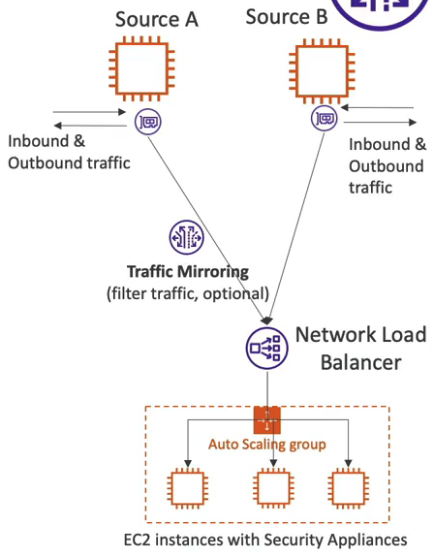 Source A
Source B
Inbound &
Outbound traffic
Inbound &
Outbound
traffic
Traffic Mirroring
(filter traffic, optional)
Network Load
Balancer
Auto Scaling group
EC2 instances with Security Appliances